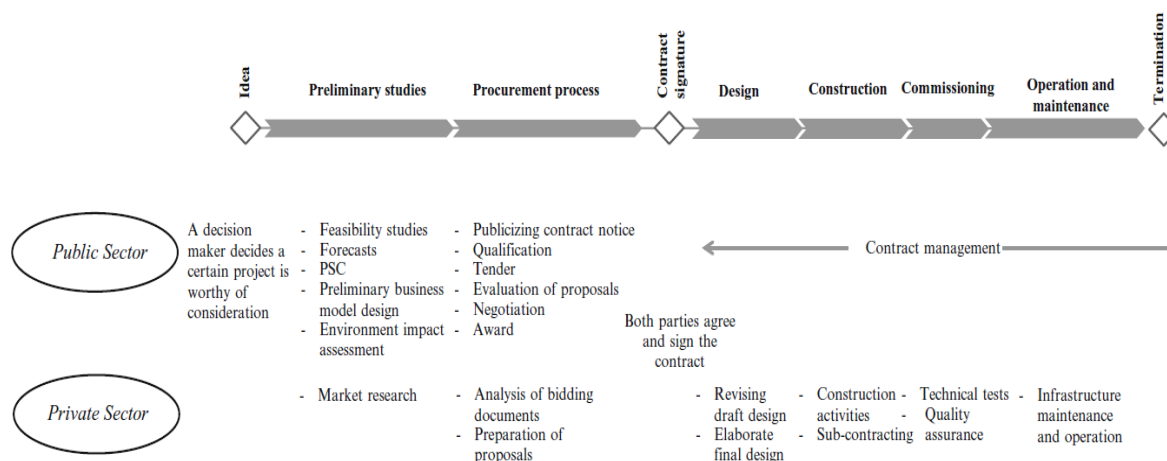 Idea
Preliminary studies
Procurement process
Contract
signature
Design
Construction
Commissioning
Operation and
maintenance
Termination
Public Sector
A decision
maker decides a
certain project is
worthy of
consideration
- Feasibility studies
- Forecasts
- PSC
- Preliminary business
model design
- Environment impact
assessment
- Publicizing contract notice
- Qualification
- Tender
- Evaluation of proposals
- Negotiation
- Award
Contract management
Both parties agree
and sign the
contract
Private Sector
- Market research
- Analysis of bidding
documents
- Preparation of
proposals
- Revising
draft design
- Elaborate
final design
- Construction
activities
- Sub-contracting
- Technical tests
- Quality
assurance
- Infrastructure
maintenance
and operation